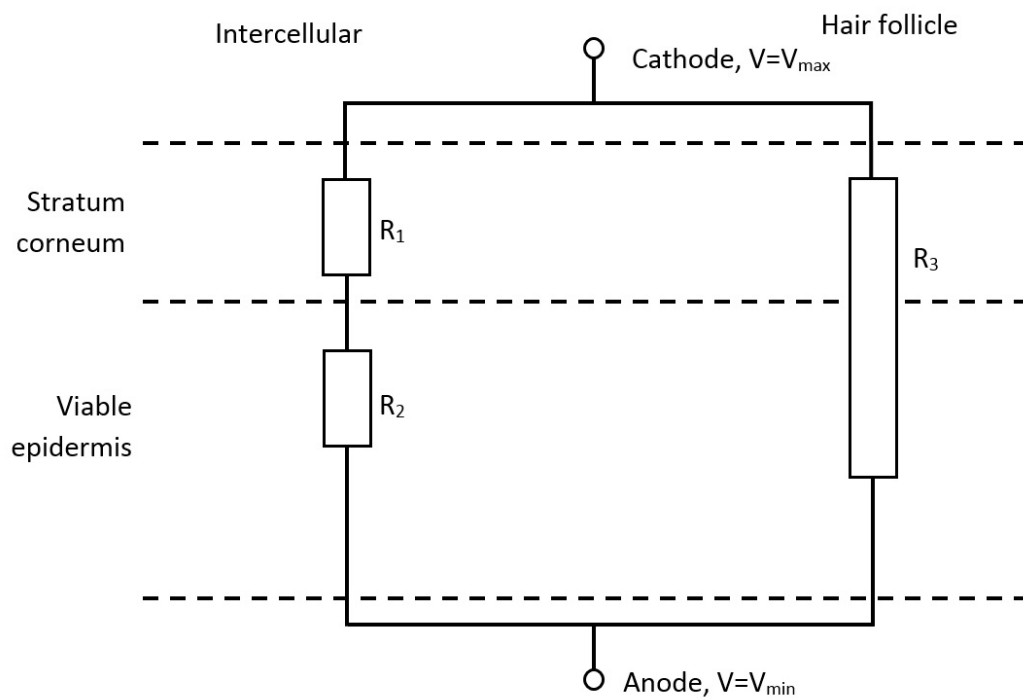 Intercellular
Hair follicle
Cathode, V=Vmax
Stratum
corneum
R1
R3
Viable
epidermis
R2
Anode, V=Vmin